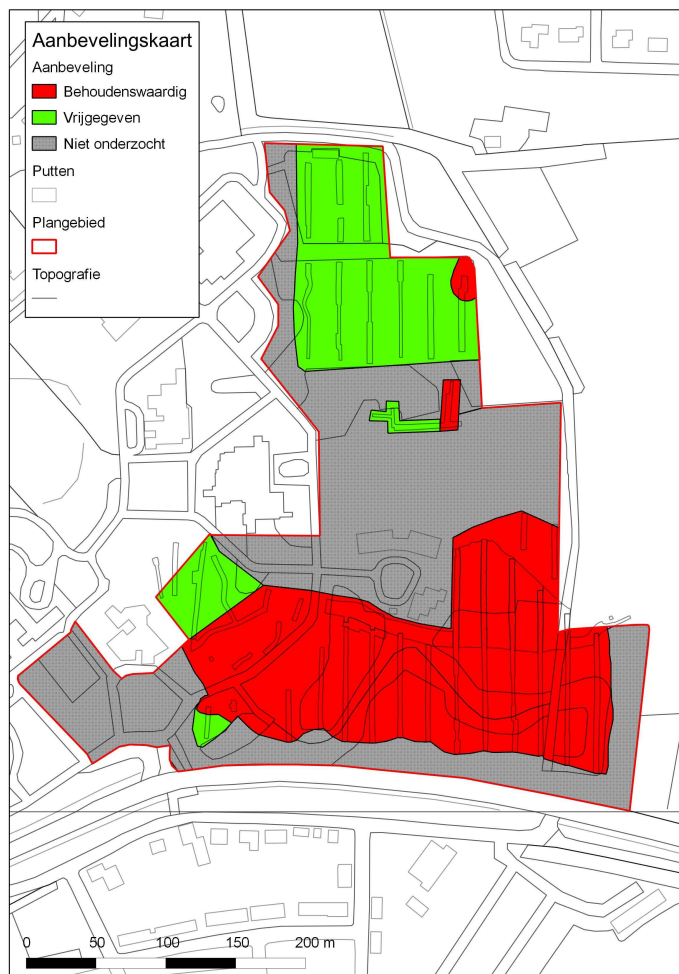 Aanbevelingskaart
Aanbeveling
Behoudenswaardig
Vrijgegeven
Niet onderzocht
Putten
Plangebied
Topografie
0 50 100 150 200 m